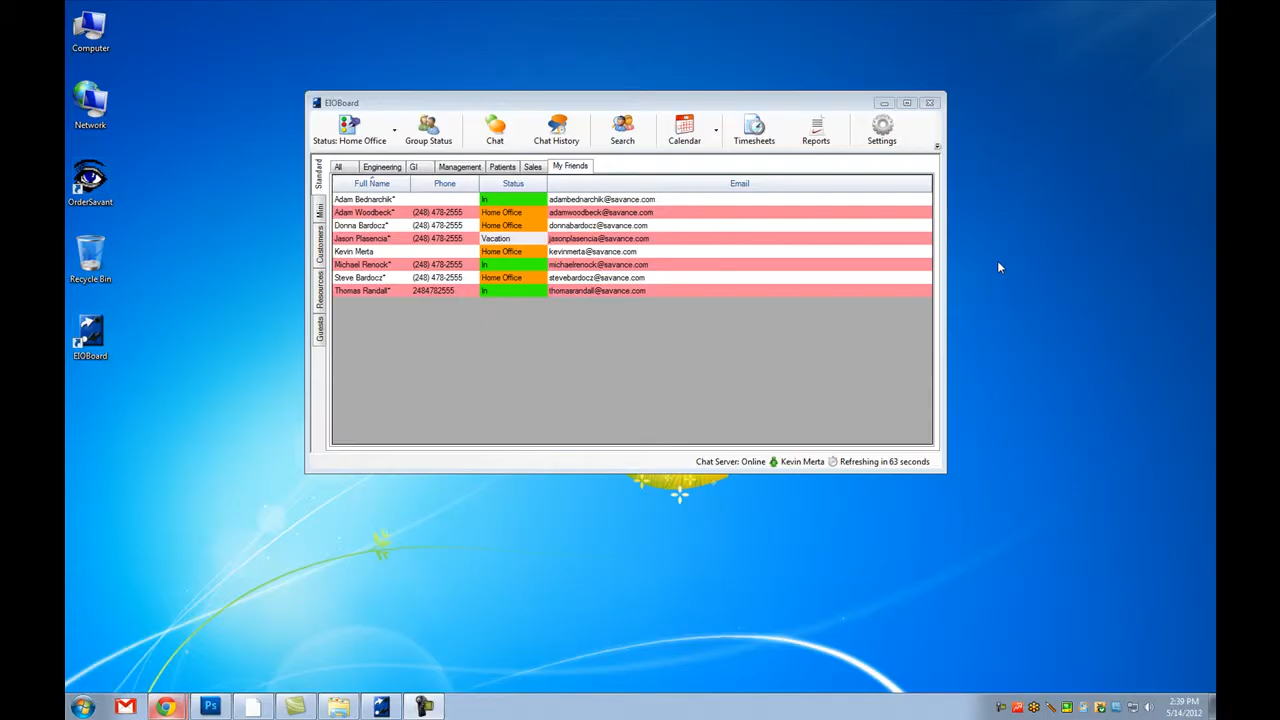 Computer
Network
OrderSavant
Recycle Bin
EIOBoard
EIOBoard
Status: Home Office
Group Status
Chat
Chat History
Search
Calendar
Timesheets
Reports
Settings
All Engineering GI Management Patients Sales My Friends
Standard
Mini
Customers
Resources
Guests
Full Name Phone Status Email
Adam Bednarchik* In adambednarchik@savance.com
Adam Woodbeck* (248) 478-2555 Home Office adamwoodbeck@savance.com
Donna Bardocz* (248) 478-2555 Home Office donnabardocz@savance.com
Jason Plasencia* (248) 478-2555 Vacation jasonplasencia@savance.com
Kevin Merta Home Office kevinmerta@savance.com
Michael Renock* (248) 478-2555 In michaelrenock@savance.com
Steve Bardocz* (248) 478-2555 Home Office stevebardocz@savance.com
Thomas Randall* 2484782555 In thomasrandall@savance.com
Chat Server: Online Kevin Merta Refreshing in 63 seconds
Ps
2:39 PM
5/14/2012